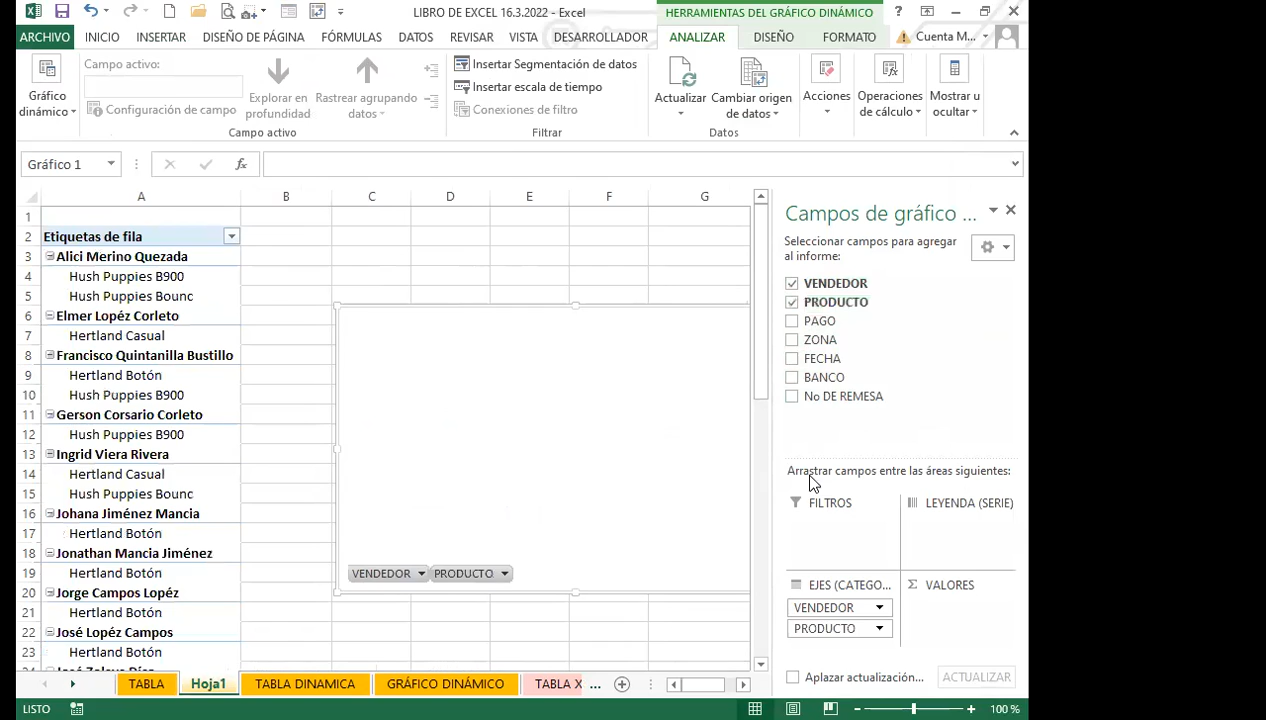 LIBRO DE EXCEL 16.3.2022 - Excel
HERRAMIENTAS DEL GRÁFICO DINÁMICO
ARCHIVO INICIO INSERTAR DISEÑO DE PÁGINA FÓRMULAS DATOS REVISAR VISTA DESARROLLADOR ANALIZAR DISEÑO FORMATO Cuenta M...
Gráfico dinámico
Campo activo:
Configuración de campo
Explorar en profundidad
Rastrear agrupando datos
Campo activo
Insertar Segmentación de datos
Insertar escala de tiempo
Conexiones de filtro
Filtrar
Actualizar
Cambiar origen de datos
Datos
Acciones
Operaciones de cálculo
Mostrar u ocultar
Gráfico 1
fx
A B C D E F G
1
2 Etiquetas de fila
3 Alici Merino Quezada
4 Hush Puppies B900
5 Hush Puppies Bounc
6 Elmer Lopéz Corleto
7 Hertland Casual
8 Francisco Quintanilla Bustillo
9 Hertland Botón
10 Hush Puppies B900
11 Gerson Corsario Corleto
12 Hush Puppies B900
13 Ingrid Viera Rivera
14 Hertland Casual
15 Hush Puppies Bounc
16 Johana Jiménez Mancia
17 Hertland Botón
18 Jonathan Mancia Jiménez
19 Hertland Botón
20 Jorge Campos Lopéz
21 Hertland Botón
22 José Lopéz Campos
23 Hertland Botón
VENDEDOR PRODUCTO
Campos de gráfico ...
Seleccionar campos para agregar al informe:
VENDEDOR
PRODUCTO
PAGO
ZONA
FECHA
BANCO
No DE REMESA
Arrastrar campos entre las áreas siguientes:
FILTROS
LEYENDA (SERIE)
EJES (CATEGO...
VENDEDOR
PRODUCTO
Σ VALORES
Aplazar actualización...
ACTUALIZAR
TABLA Hoja1 TABLA DINAMICA GRÁFICO DINÁMICO TABLA X ...
LISTO
100 %